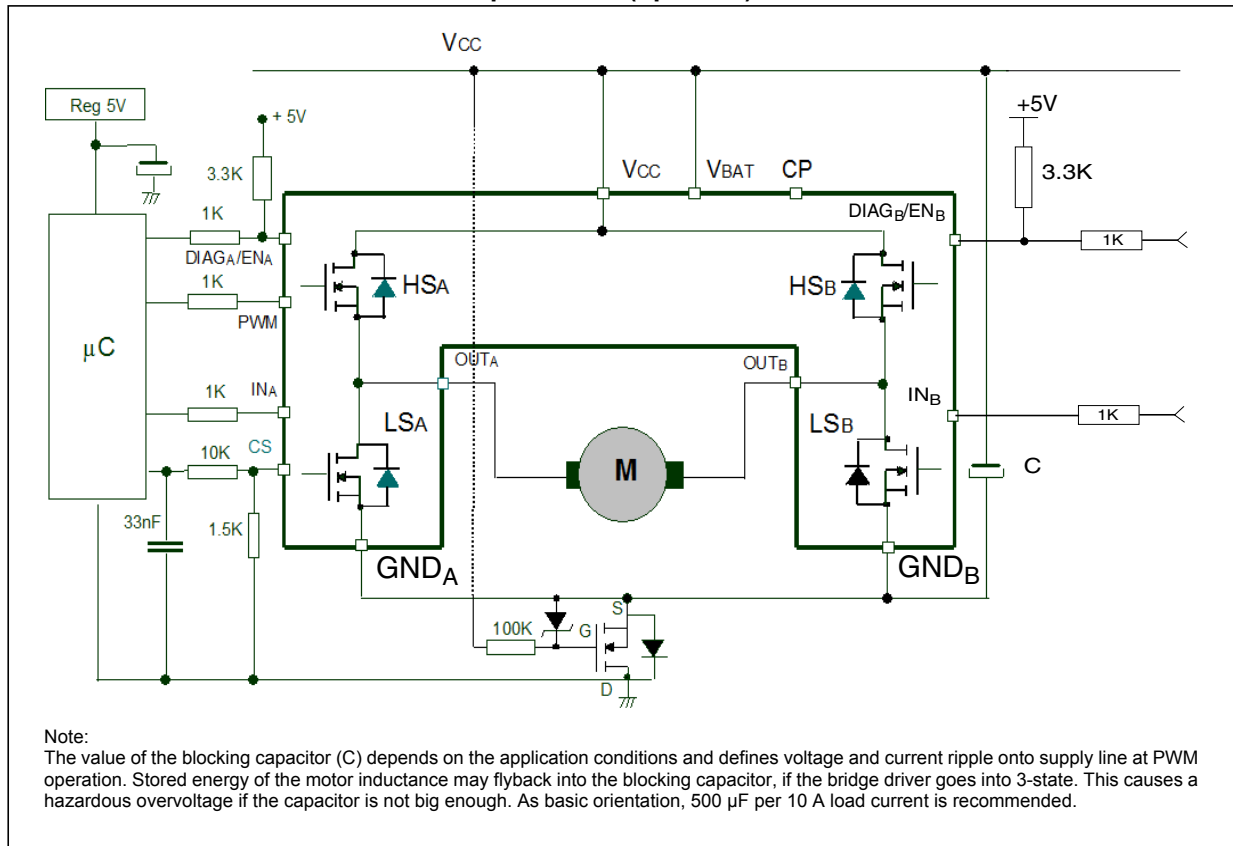 VCC
Reg 5V
+ 5V
+5V
3.3K
VCC
VBAT
CP
3.3K
1K
DIAGA/ENA
DIAGB/ENB
1K
HSA
HSB
1K
PWM
µC
OUTA
OUTB
1K
INA
INB
1K
LSA
LSB
10K
CS
M
C
33nF
1.5K
GNDA
GNDB
S
100K
G
D
Note:
The value of the blocking capacitor (C) depends on the application conditions and defines voltage and current ripple onto supply line at PWM
operation. Stored energy of the motor inductance may flyback into the blocking capacitor, if the bridge driver goes into 3-state. This causes a
hazardous overvoltage if the capacitor is not big enough. As basic orientation, 500 µF per 10 A load current is recommended.